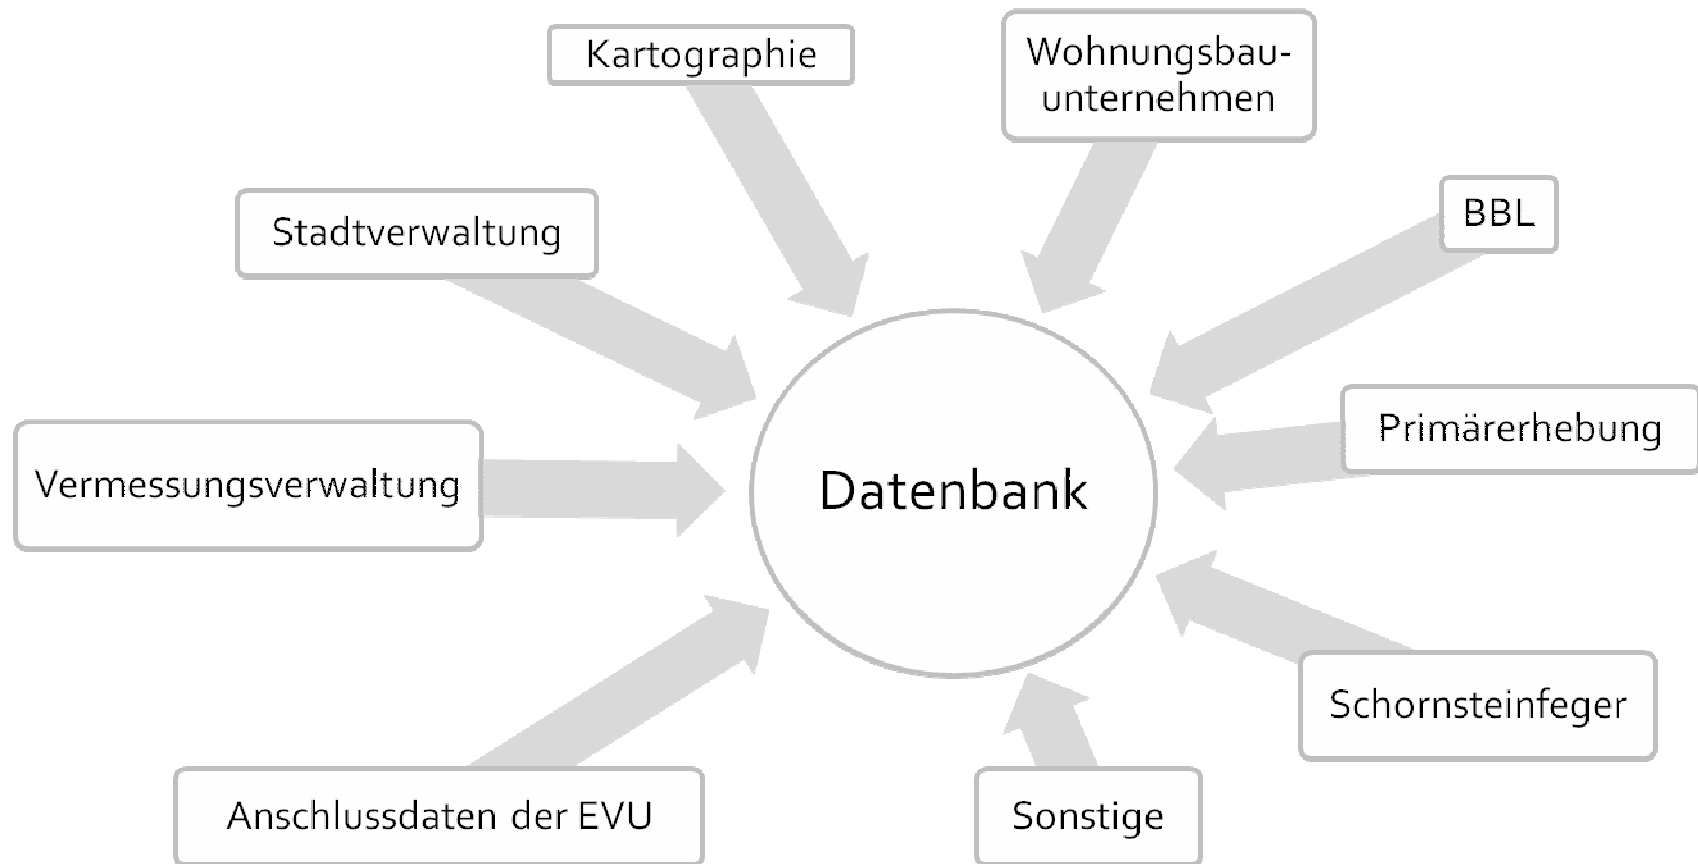 Kartographie
Wohnungsbau-
unternehmen
BBL
Stadtverwaltung
Primärerhebung
Vermessungsverwaltung
Datenbank
Schornsteinfeger
Anschlussdaten der EVU
Sonstige